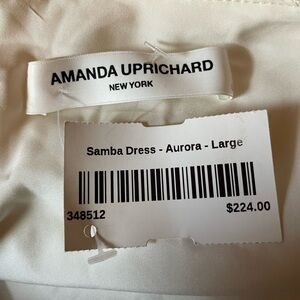 AMANDA UPRICHARD
NEW YORK
Samba Dress - Aurora - Large
348512
$224.00